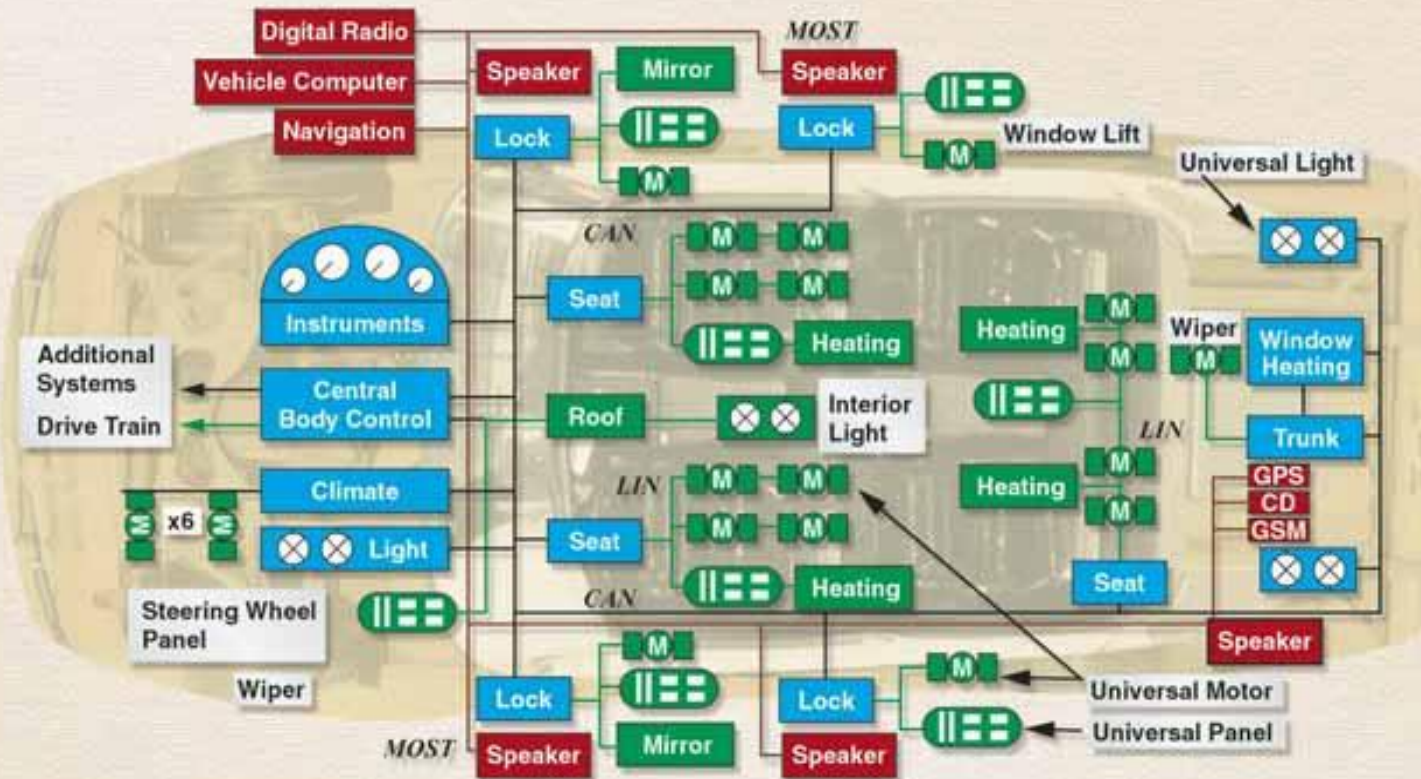 Digital Radio
MOST
Speaker
Mirror
Speaker
Vehicle Computer
Navigation
Lock
Lock
Window Lift
M
M
Universal Light
CAN
M
M
Seat
M
M
Instruments
Heating
Heating
M
M
Wiper
M
Window
Heating
Additional
Systems
Drive Train
Central
Body Control
Roof
Interior
Light
LIN
Trunk
Climate
LIN
M
M
Heating
M
M
GPS
CD
GSM
M
x6
M
Light
Seat
M
M
Heating
Seat
CAN
Steering Wheel
Panel
Speaker
Wiper
M
M
Lock
Lock
Universal Motor
Universal Panel
MOST
Speaker
Mirror
Speaker